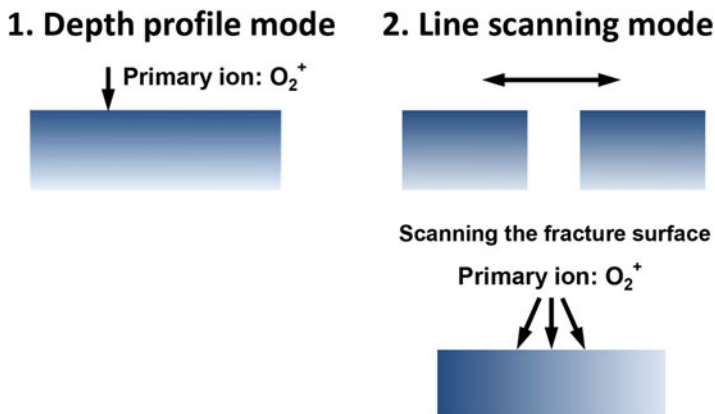 1. Depth profile mode
Primary ion: O₂⁺
2. Line scanning mode
Scanning the fracture surface
Primary ion: O₂⁺